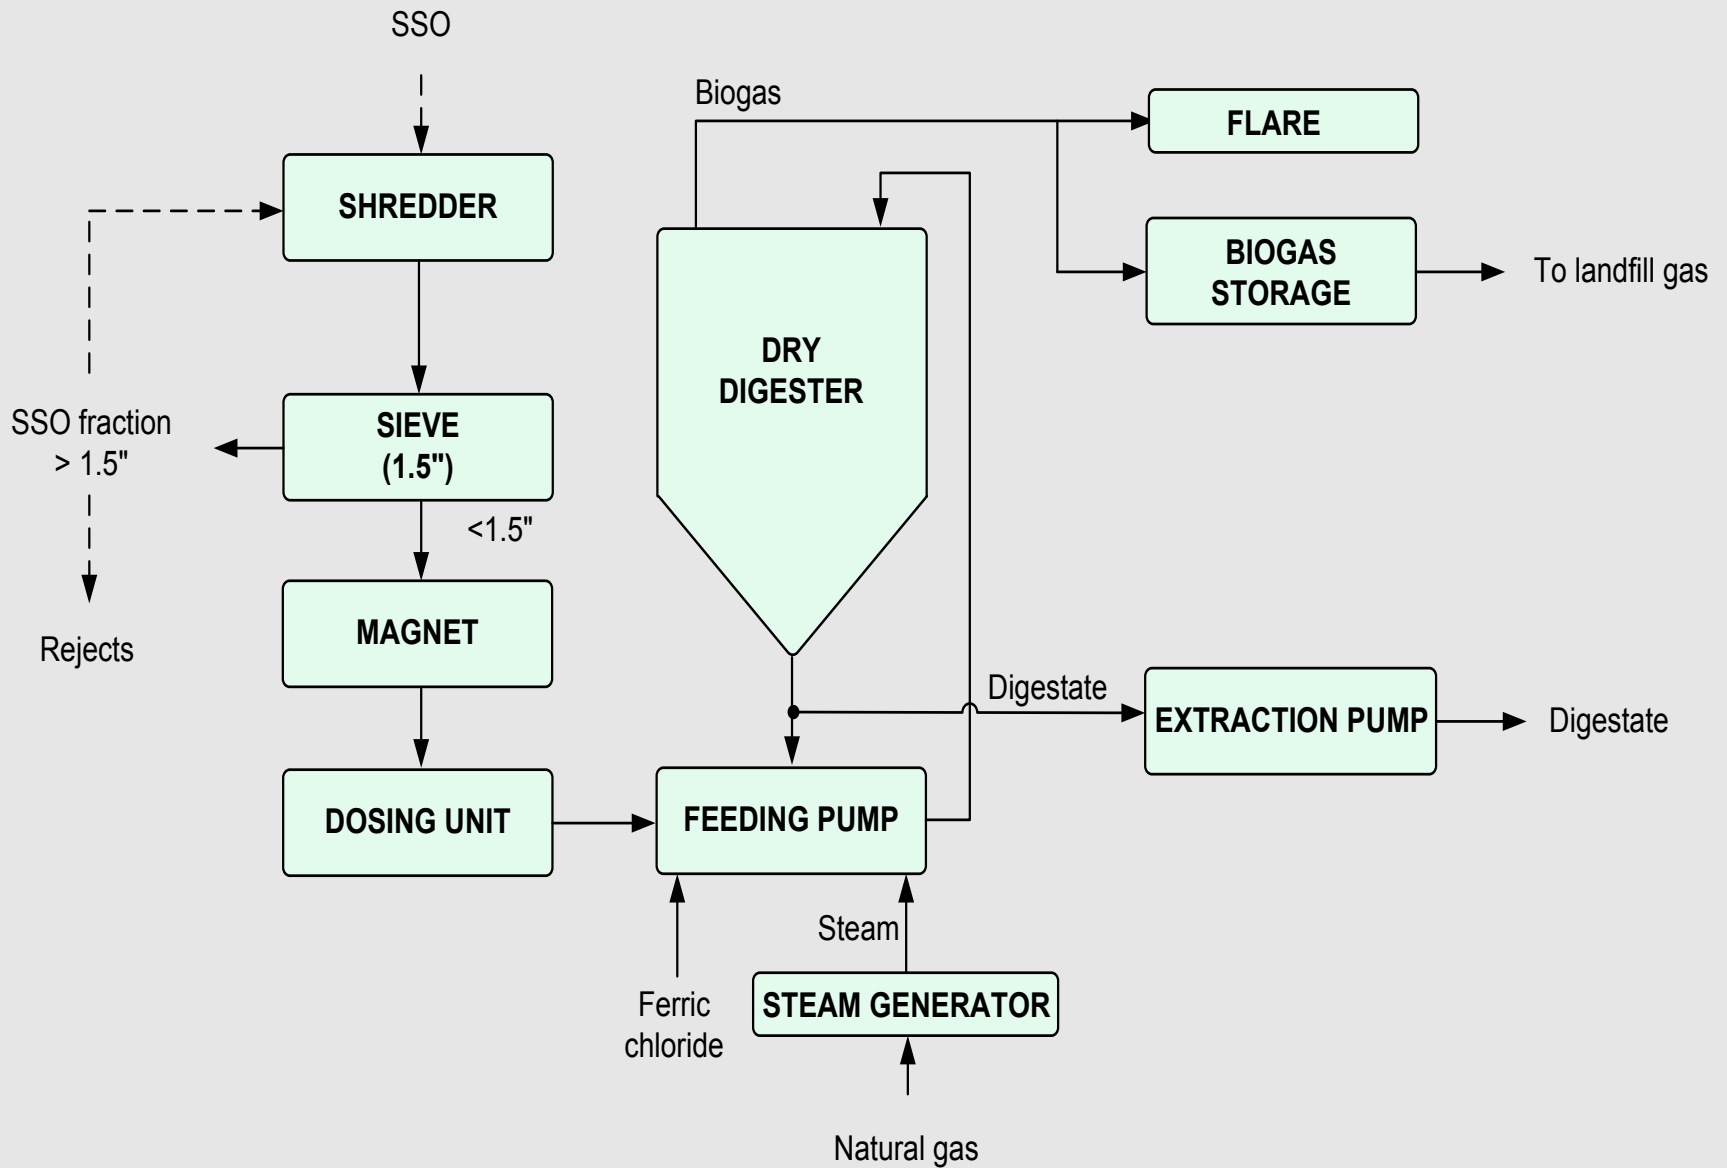 SSO
Biogas
FLARE
SHREDDER
BIOGAS
STORAGE
To landfill gas
DRY
DIGESTER
SSO fraction
> 1.5"
SIEVE
(1.5")
<1.5"
MAGNET
Rejects
Digestate
EXTRACTION PUMP
Digestate
DOSING UNIT
FEEDING PUMP
Steam
Ferric
chloride
STEAM GENERATOR
Natural gas